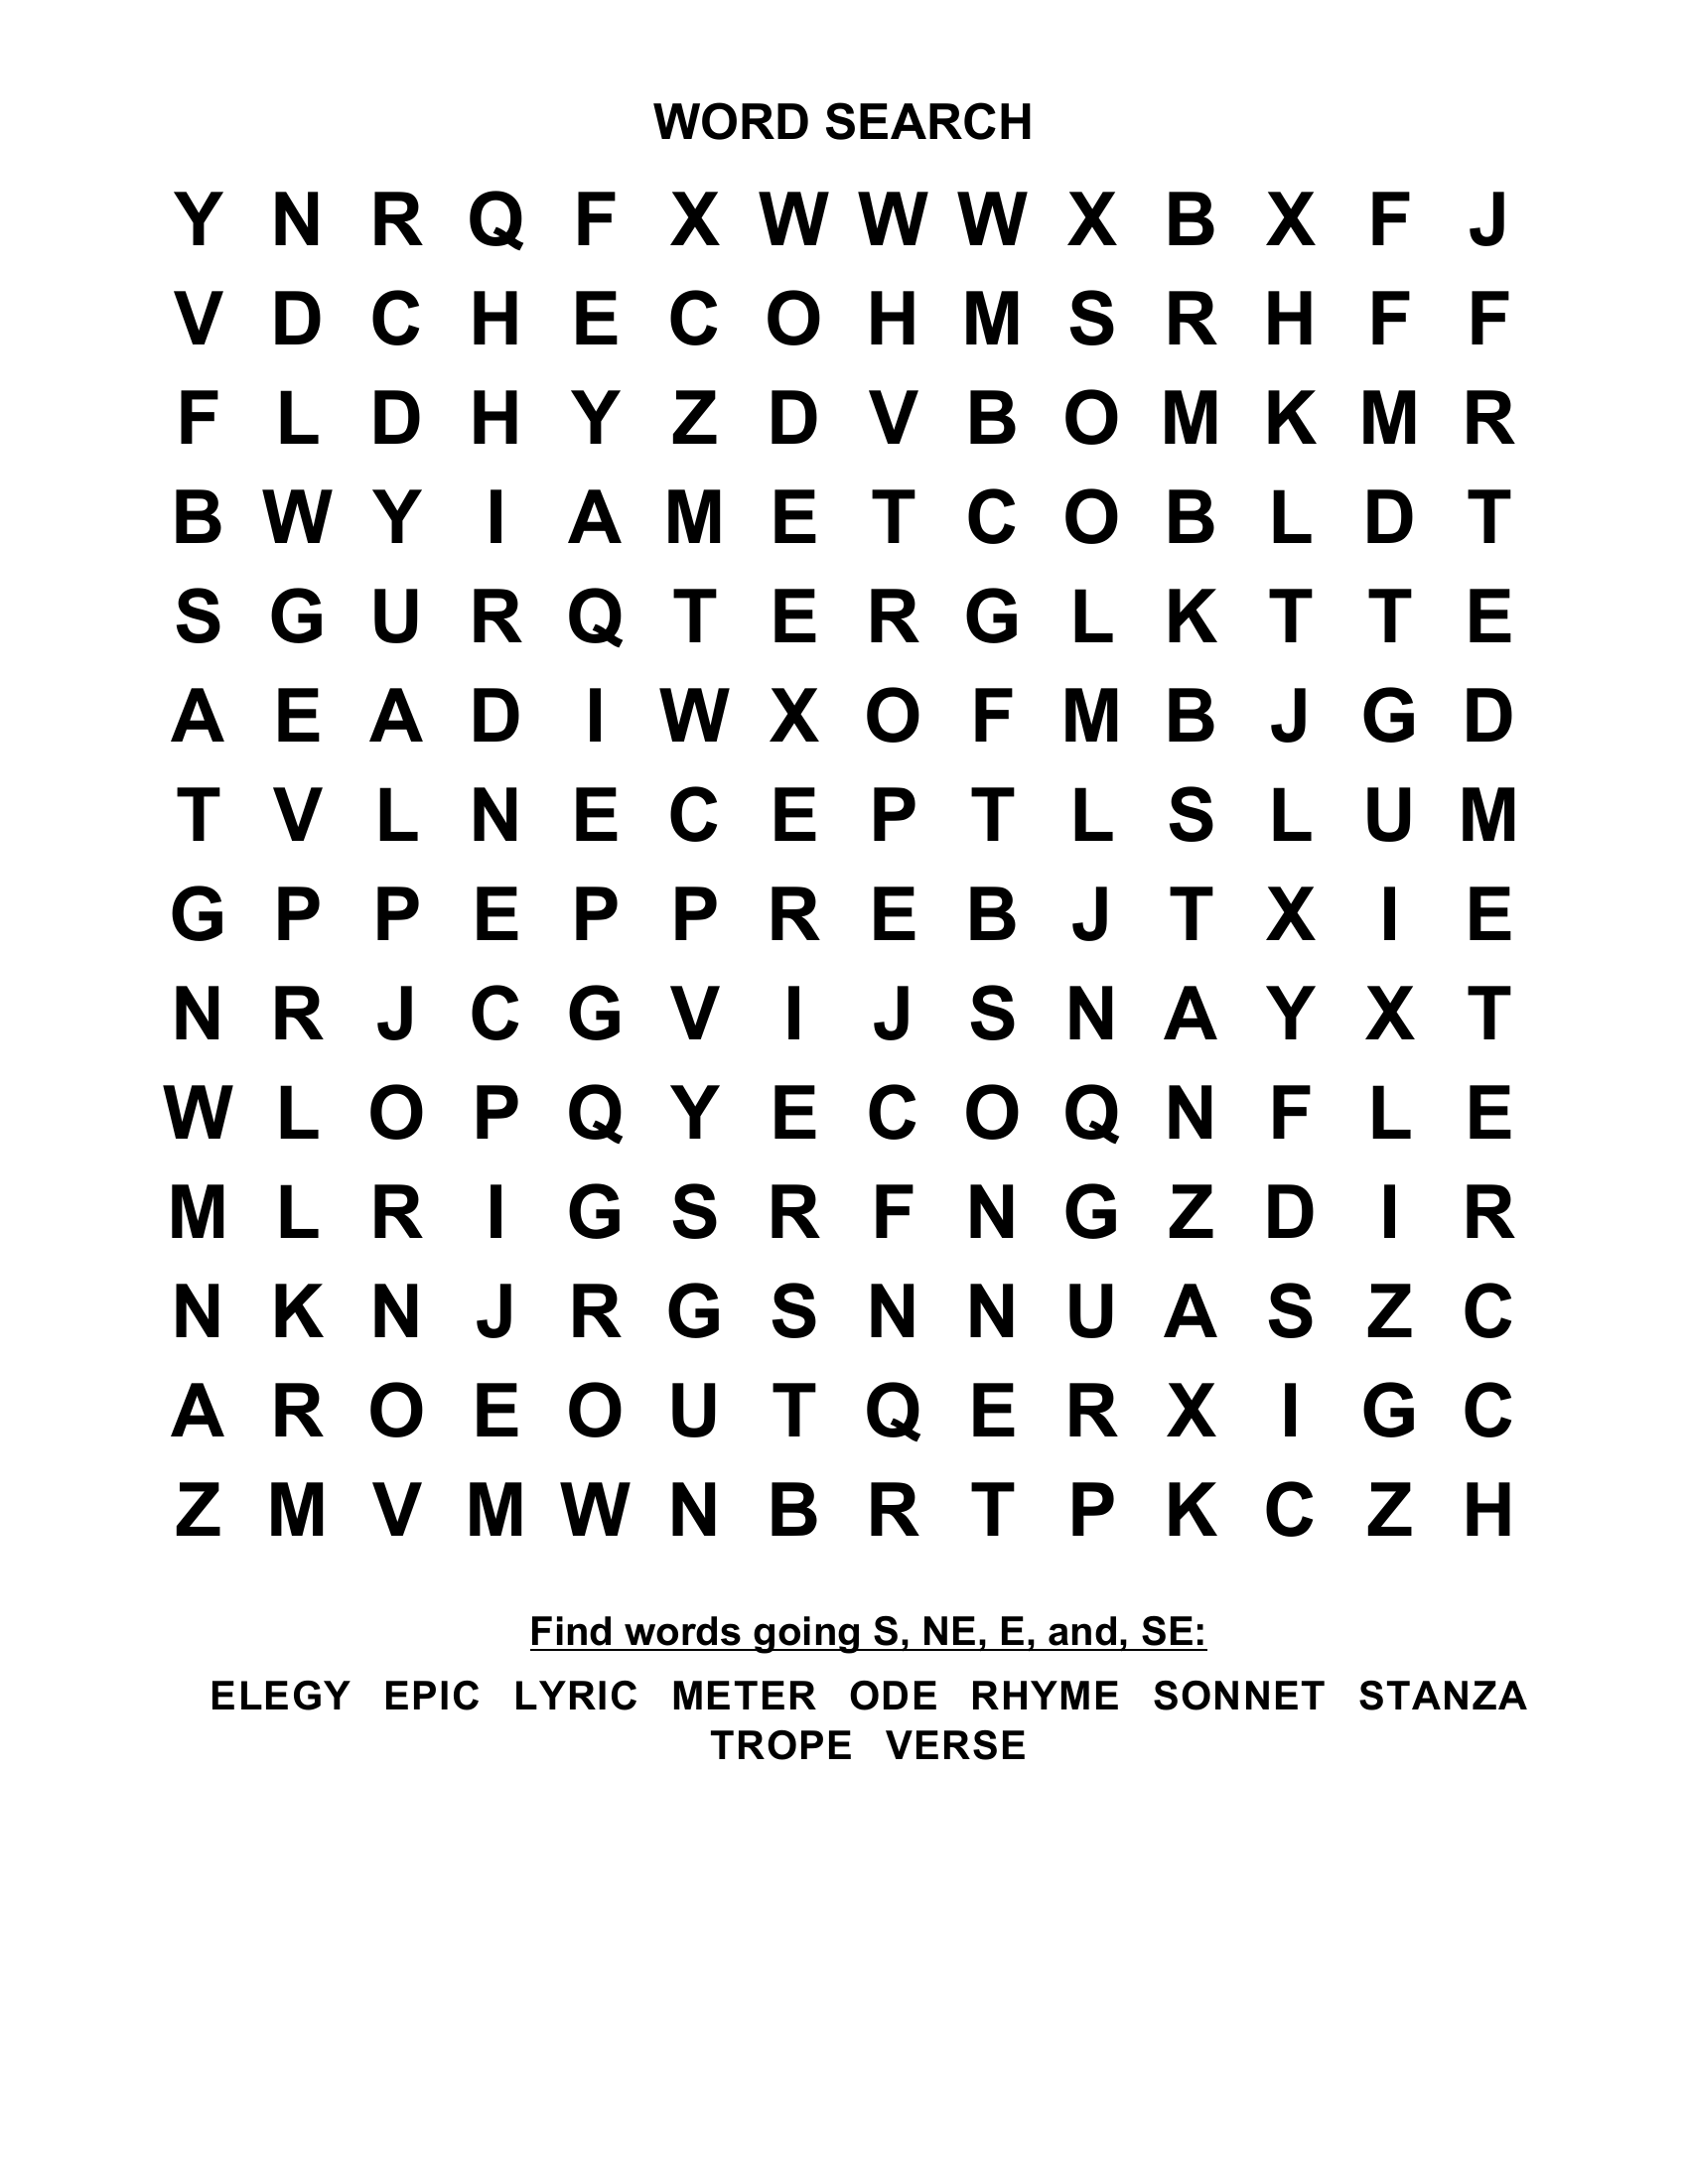 WORD SEARCH
Y N R Q F X W W W X B X F J
V D C H E C O H M S R H F F
F L D H Y Z D V B O M K M R
B W Y I A M E T C O B L D T
S G U R Q T E R G L K T T E
A E A D I W X O F M B J G D
T V L N E C E P T L S L U M
G P P E P P R E B J T X I E
N R J C G V I J S N A Y X T
W L O P Q Y E C O Q N F L E
M L R I G S R F N G Z D I R
N K N J R G S N N U A S Z C
A R O E O U T Q E R X I G C
Z M V M W N B R T P K C Z H
Find words going S, NE, E, and, SE:
ELEGY EPIC LYRIC METER ODE RHYME SONNET STANZA
TROPE VERSE